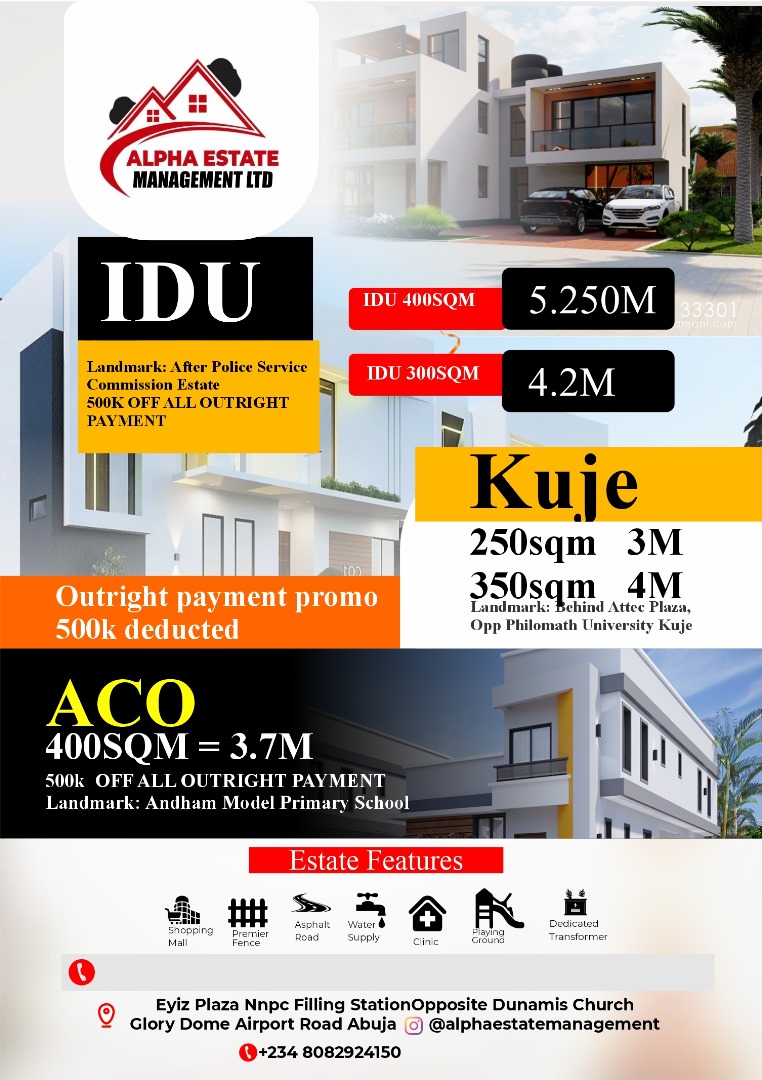 ALPHA ESTATE
MANAGEMENT LTD
IDU
Landmark: After Police Service
Commission Estate
500K OFF ALL OUTRIGHT
PAYMENT
IDU 400SQM
5.250M
33301
IDU 300SQM
4.2M
Kuje
250sqm 3M
350sqm 4M
Landmark: Behind Attec Plaza,
Opp Philomath University Kuje
Outright payment promo
500k deducted
ACO
400SQM = 3.7M
500k OFF ALL OUTRIGHT PAYMENT
Landmark: Andham Model Primary School
Estate Features
Shopping
Mall
Premier
Fence
Asphalt
Road
Water
Supply
Clinic
Playing
Ground
Dedicated
Transformer
Eyiz Plaza Nnpc Filling StationOpposite Dunamis Church
Glory Dome Airport Road Abuja @alphaestatemanagement
+234 8082924150